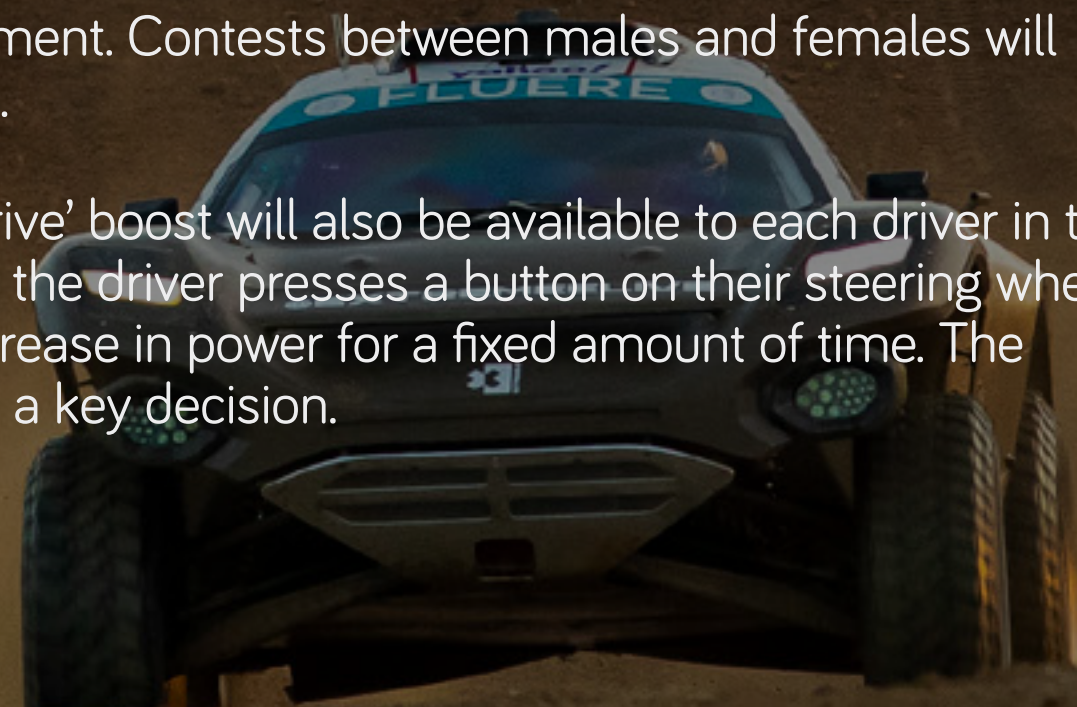 ment. Contests between males and females will
.
FLUERE
rive’ boost will also be available to each driver in t
the driver presses a button on their steering whe
rease in power for a fixed amount of time. The
a key decision.